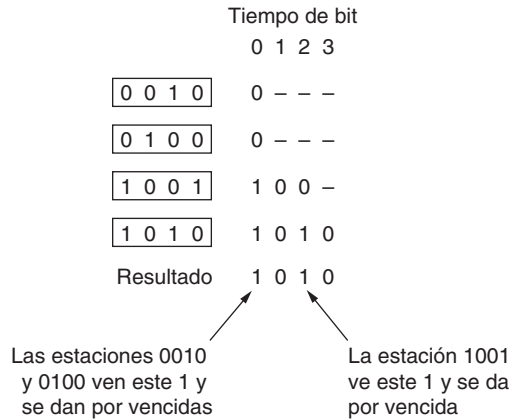 Tiempo de bit
0 1 2 3
0 0 1 0 0 – – –
0 1 0 0 0 – – –
1 0 0 1 1 0 0 –
1 0 1 0 1 0 1 0
Resultado 1 0 1 0
Las estaciones 0010
y 0100 ven este 1 y
se dan por vencidas
La estación 1001
ve este 1 y se da
por vencida